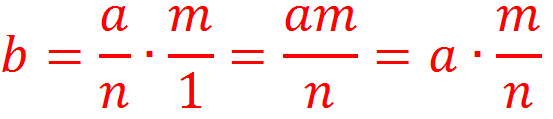 b = a/n · m/1 = am/n = a · m/n